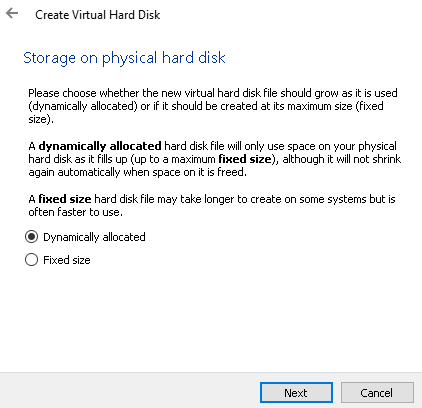 Create Virtual Hard Disk
Storage on physical hard disk
Please choose whether the new virtual hard disk file should grow as it is used
(dynamically allocated) or if it should be created at its maximum size (fixed
size).
A dynamically allocated hard disk file will only use space on your physical
hard disk as it fills up (up to a maximum fixed size), although it will not shrink
again automatically when space on it is freed.
A fixed size hard disk file may take longer to create on some systems but is
often faster to use.
Dynamically allocated
Fixed size
Next
Cancel